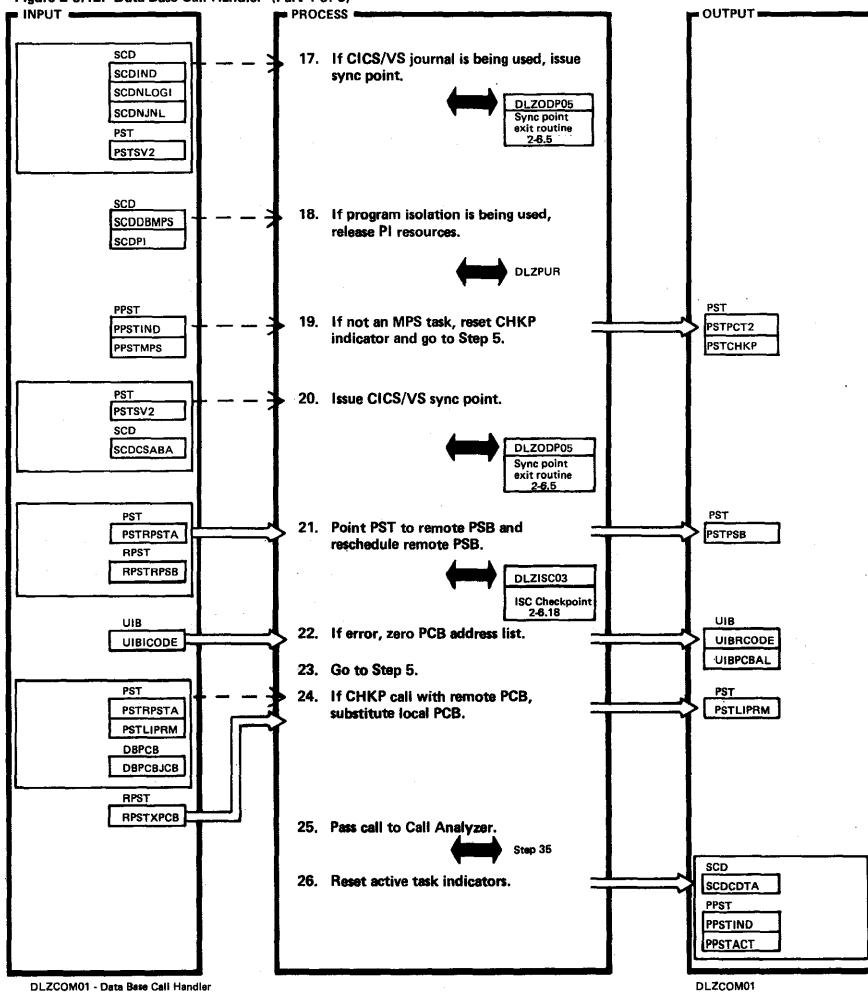 Figure 2-6.12. Data Base Call Handler (Part 4 of 8)
INPUT
PROCESS
OUTPUT
SCD
SCDIND
SCDNLOGI
SCDNJNL
PST
PSTSV2
17. If CICS/VS journal is being used, issue
sync point.
DLZODP05
Sync point
exit routine
2-6.5
SCD
SCDDBMPS
SCDPI
18. If program isolation is being used,
release PI resources.
DLZPUR
PPST
PPSTIND
PPSTMPS
19. If not an MPS task, reset CHKP
indicator and go to Step 5.
PST
PSTPCT2
PSTCHKP
PST
PSTSV2
SCD
SCDCSABA
20. Issue CICS/VS sync point.
DLZODP05
Sync point
exit routine
2-6.5
PST
PSTRPSTA
RPST
RPSTRPSB
21. Point PST to remote PSB and
reschedule remote PSB.
DLZISC03
ISC Checkpoint
2-6.18
PST
PSTPSB
UIB
UIBICODE
22. If error, zero PCB address list.
UIB
UIBRCODE
UIBPCBAL
23. Go to Step 5.
PST
PSTRPSTA
PSTLIPRM
DBPCB
DBPCBJCB
RPST
RPSTXPCB
24. If CHKP call with remote PCB,
substitute local PCB.
PST
PSTLIPRM
25. Pass call to Call Analyzer.
Step 35
26. Reset active task indicators.
SCD
SCDCDTA
PPST
PPSTIND
PPSTACT
DLZCOM01 - Data Base Call Handler
DLZCOM01